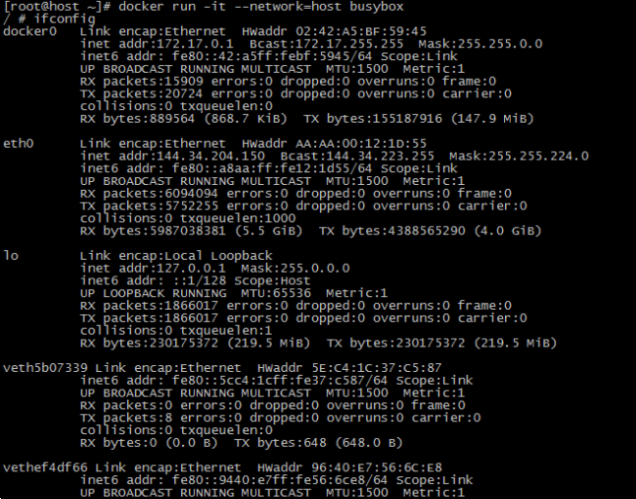 [root@host ~]# docker run -it --network=host busybox
/ # ifconfig
docker0 Link encap:Ethernet HWaddr 02:42:A5:BF:59:45
inet addr:172.17.0.1 Bcast:172.17.255.255 Mask:255.255.0.0
inet6 addr: fe80::42:a5ff:febf:5945/64 Scope:Link
UP BROADCAST RUNNING MULTICAST MTU:1500 Metric:1
RX packets:15909 errors:0 dropped:0 overruns:0 frame:0
TX packets:20724 errors:0 dropped:0 overruns:0 carrier:0
collisions:0 txqueuelen:0
RX bytes:889564 (868.7 KiB) TX bytes:155187916 (147.9 MiB)
eth0 Link encap:Ethernet HWaddr AA:AA:00:12:1D:55
inet addr:144.34.204.150 Bcast:144.34.223.255 Mask:255.255.224.0
inet6 addr: fe80::a8aa:ff:fe12:1d55/64 Scope:Link
UP BROADCAST RUNNING MULTICAST MTU:1500 Metric:1
RX packets:6094094 errors:0 dropped:0 overruns:0 frame:0
TX packets:5752255 errors:0 dropped:0 overruns:0 carrier:0
collisions:0 txqueuelen:1000
RX bytes:5987038381 (5.5 GiB) TX bytes:4388565290 (4.0 GiB)
lo Link encap:Local Loopback
inet addr:127.0.0.1 Mask:255.0.0.0
inet6 addr: ::1/128 Scope:Host
UP LOOPBACK RUNNING MTU:65536 Metric:1
RX packets:1866017 errors:0 dropped:0 overruns:0 frame:0
TX packets:1866017 errors:0 dropped:0 overruns:0 carrier:0
collisions:0 txqueuelen:1
RX bytes:230175372 (219.5 MiB) TX bytes:230175372 (219.5 MiB)
veth5b07339 Link encap:Ethernet HWaddr 5E:C4:1C:37:C5:87
inet6 addr: fe80::5cc4:1cff:fe37:c587/64 Scope:Link
UP BROADCAST RUNNING MULTICAST MTU:1500 Metric:1
RX packets:0 errors:0 dropped:0 overruns:0 frame:0
TX packets:8 errors:0 dropped:0 overruns:0 carrier:0
collisions:0 txqueuelen:0
RX bytes:0 (0.0 B) TX bytes:648 (648.0 B)
vethef4df66 Link encap:Ethernet HWaddr 96:40:E7:56:6C:E8
inet6 addr: fe80::9440:e7ff:fe56:6ce8/64 Scope:Link
UP BROADCAST RUNNING MULTICAST MTU:1500 Metric:1